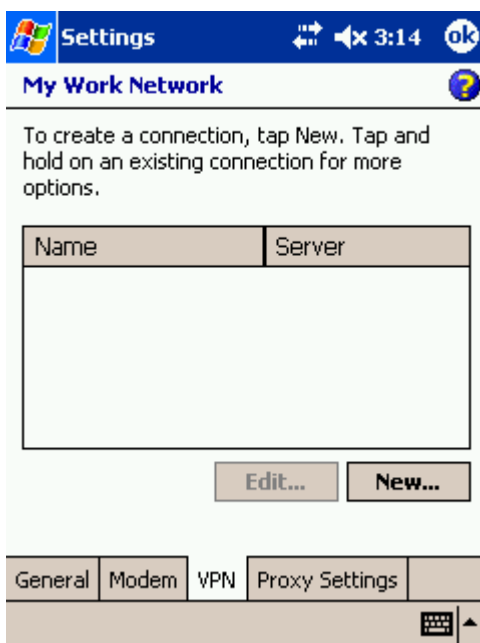 Settings 3:14 ok
My Work Network ?
To create a connection, tap New. Tap and
hold on an existing connection for more
options.
Name Server
Edit... New...
General Modem VPN Proxy Settings